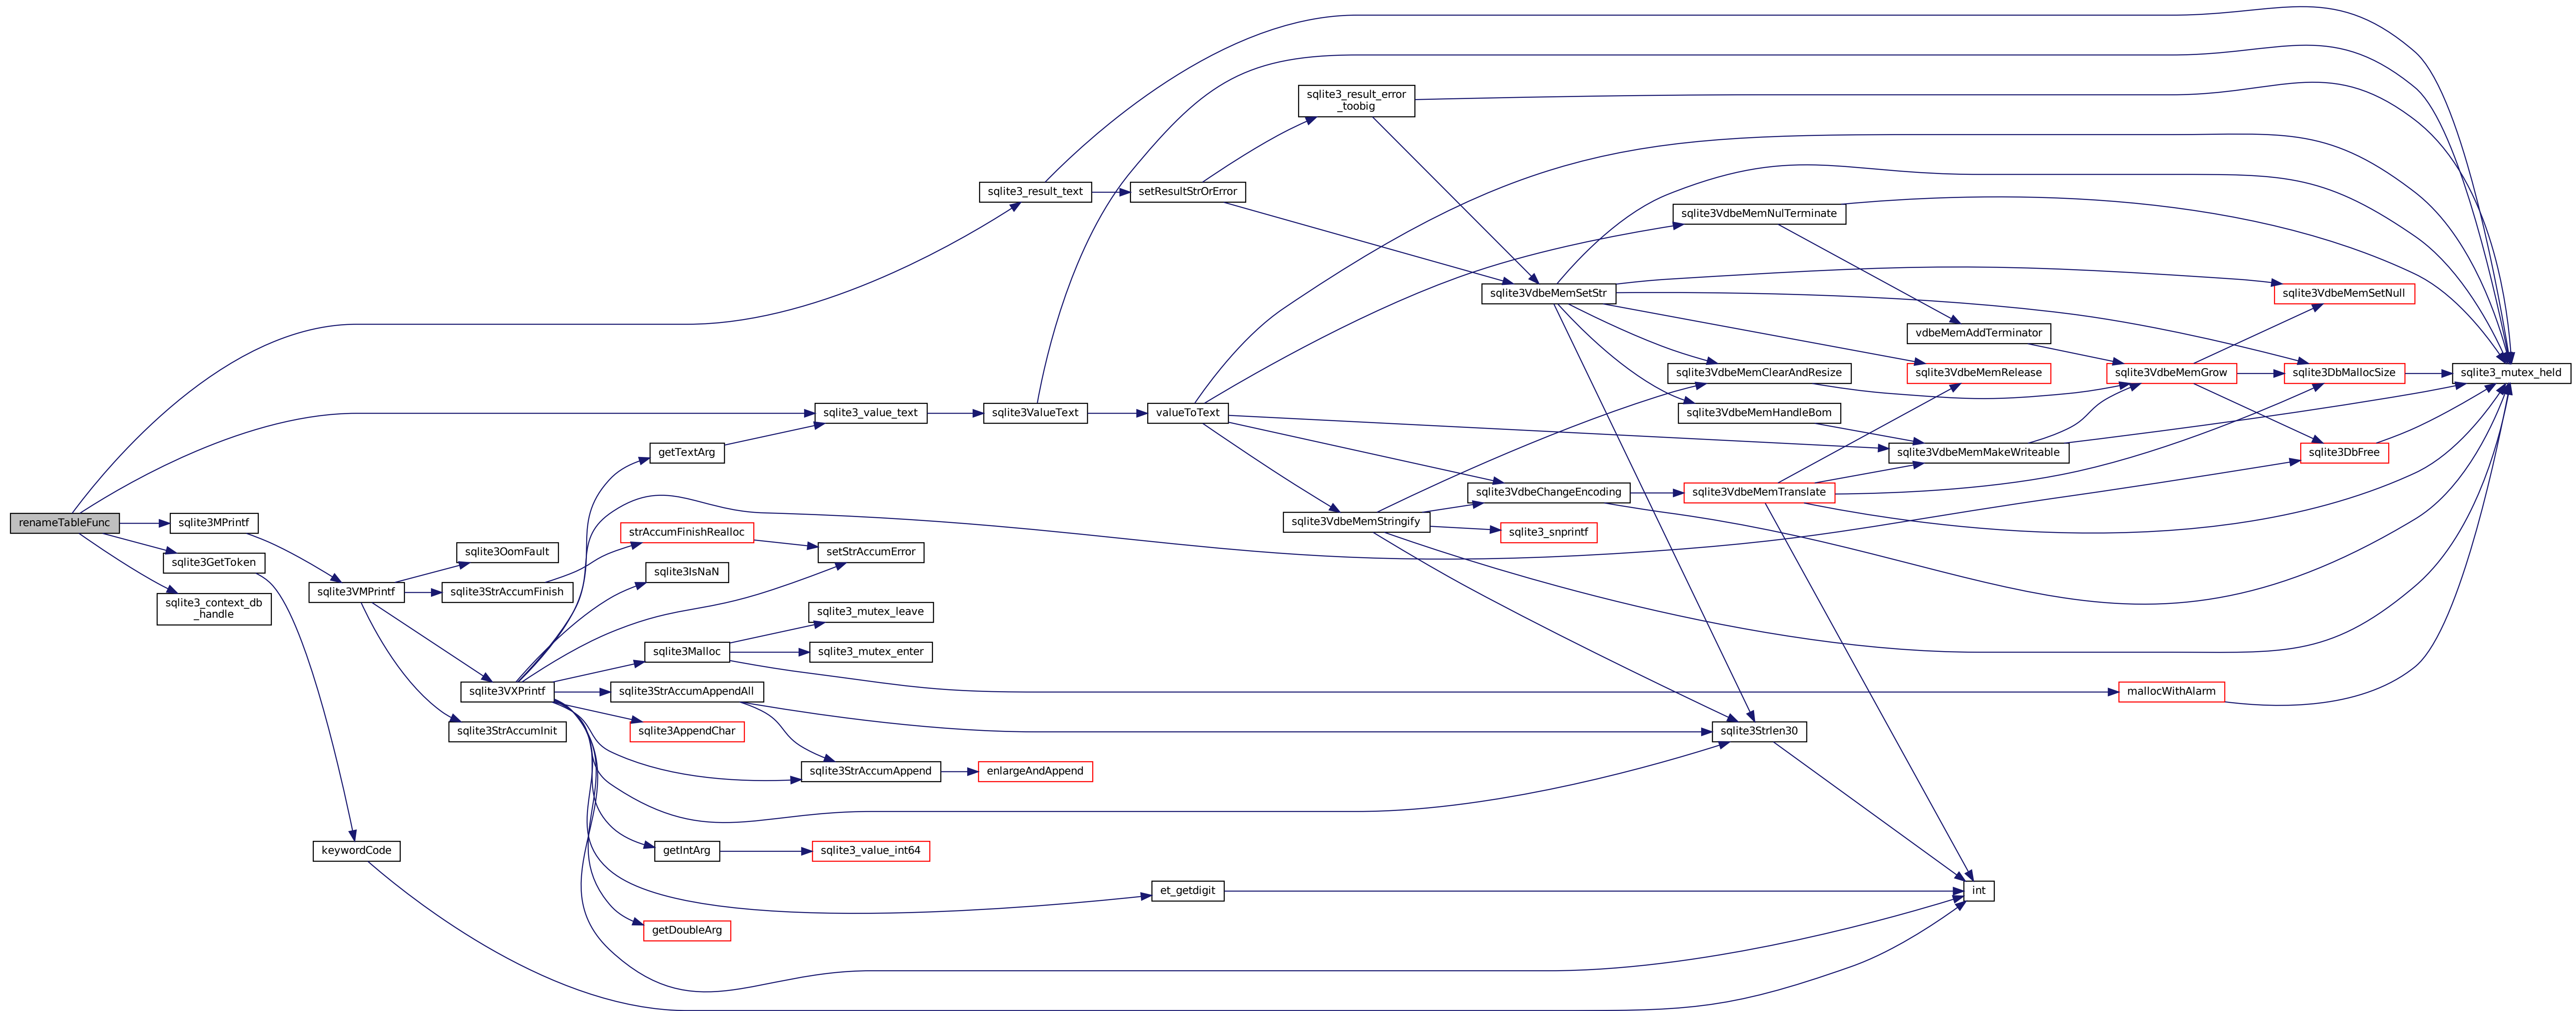 renameTableFunc
sqlite3MPrintf
sqlite3GetToken
sqlite3_context_db
_handle
sqlite3VMPrintf
keywordCode
sqlite3OomFault
sqlite3StrAccumFinish
sqlite3VXPrintf
sqlite3StrAccumInit
getTextArg
strAccumFinishRealloc
sqlite3IsNaN
sqlite3Malloc
sqlite3StrAccumAppendAll
sqlite3AppendChar
getIntArg
getDoubleArg
sqlite3_value_text
setStrAccumError
sqlite3_mutex_leave
sqlite3_mutex_enter
sqlite3StrAccumAppend
sqlite3_value_int64
sqlite3_result_text
sqlite3ValueText
enlargeAndAppend
setResultStrOrError
valueToText
et_getdigit
sqlite3_result_error
_toobig
sqlite3VdbeMemStringify
sqlite3VdbeMemSetStr
sqlite3VdbeChangeEncoding
sqlite3_snprintf
sqlite3VdbeMemNulTerminate
sqlite3VdbeMemClearAndResize
sqlite3VdbeMemHandleBom
sqlite3VdbeMemTranslate
sqlite3Strlen30
vdbeMemAddTerminator
sqlite3VdbeMemRelease
sqlite3VdbeMemMakeWriteable
int
sqlite3VdbeMemGrow
mallocWithAlarm
sqlite3VdbeMemSetNull
sqlite3DbMallocSize
sqlite3DbFree
sqlite3_mutex_held